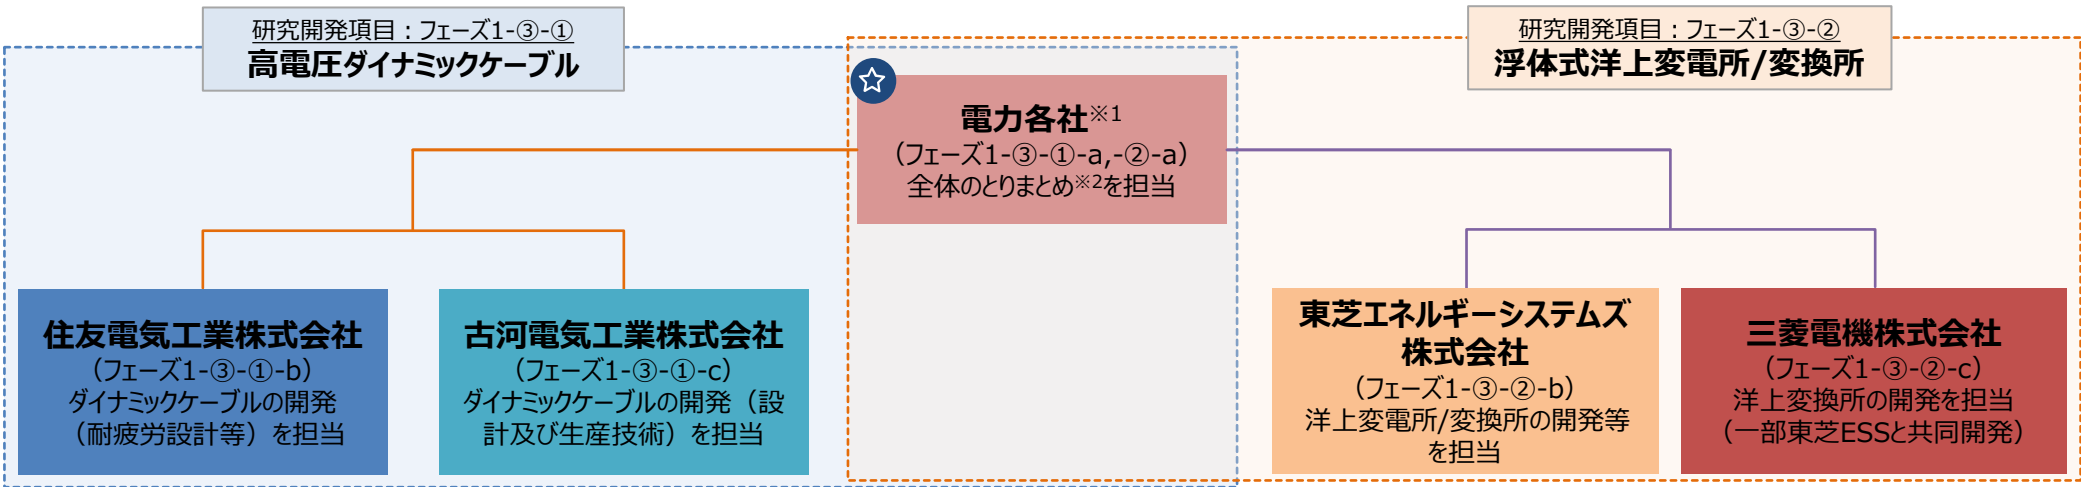 研究開発項目：フェーズ1-③-①
高電圧ダイナミックケーブル
研究開発項目：フェーズ1-③-②
浮体式洋上変電所/変換所
電力各社※1
（フェーズ1-③-①-a,-②-a）
全体のとりまとめ※2を担当
住友電気工業株式会社
（フェーズ1-③-①-b）
ダイナミックケーブルの開発
（耐疲労設計等）を担当
古河電気工業株式会社
（フェーズ1-③-①-c）
ダイナミックケーブルの開発（設
計及び生産技術）を担当
東芝エネルギーシステムズ
株式会社
（フェーズ1-③-②-b）
洋上変電所/変換所の開発等
を担当
三菱電機株式会社
（フェーズ1-③-②-c）
洋上変換所の開発を担当
（一部東芝ESSと共同開発）